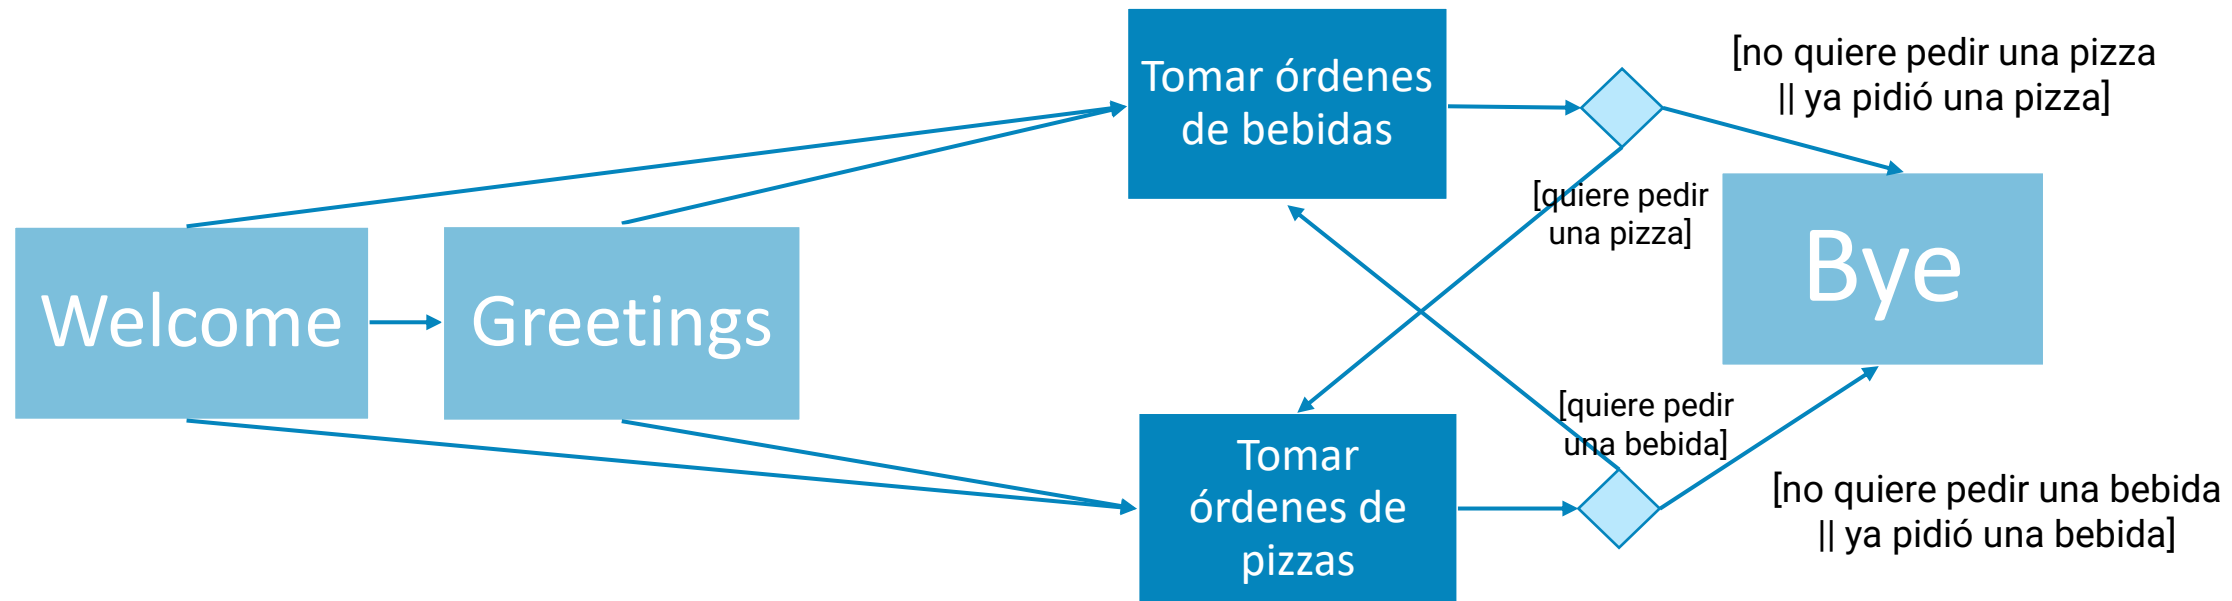 Welcome
Greetings
Tomar órdenes
de bebidas
[no quiere pedir una pizza
|| ya pidió una pizza]
[quiere pedir
una pizza]
Bye
[quiere pedir
una bebida]
Tomar
órdenes de
pizzas
[no quiere pedir una bebida
|| ya pidió una bebida]